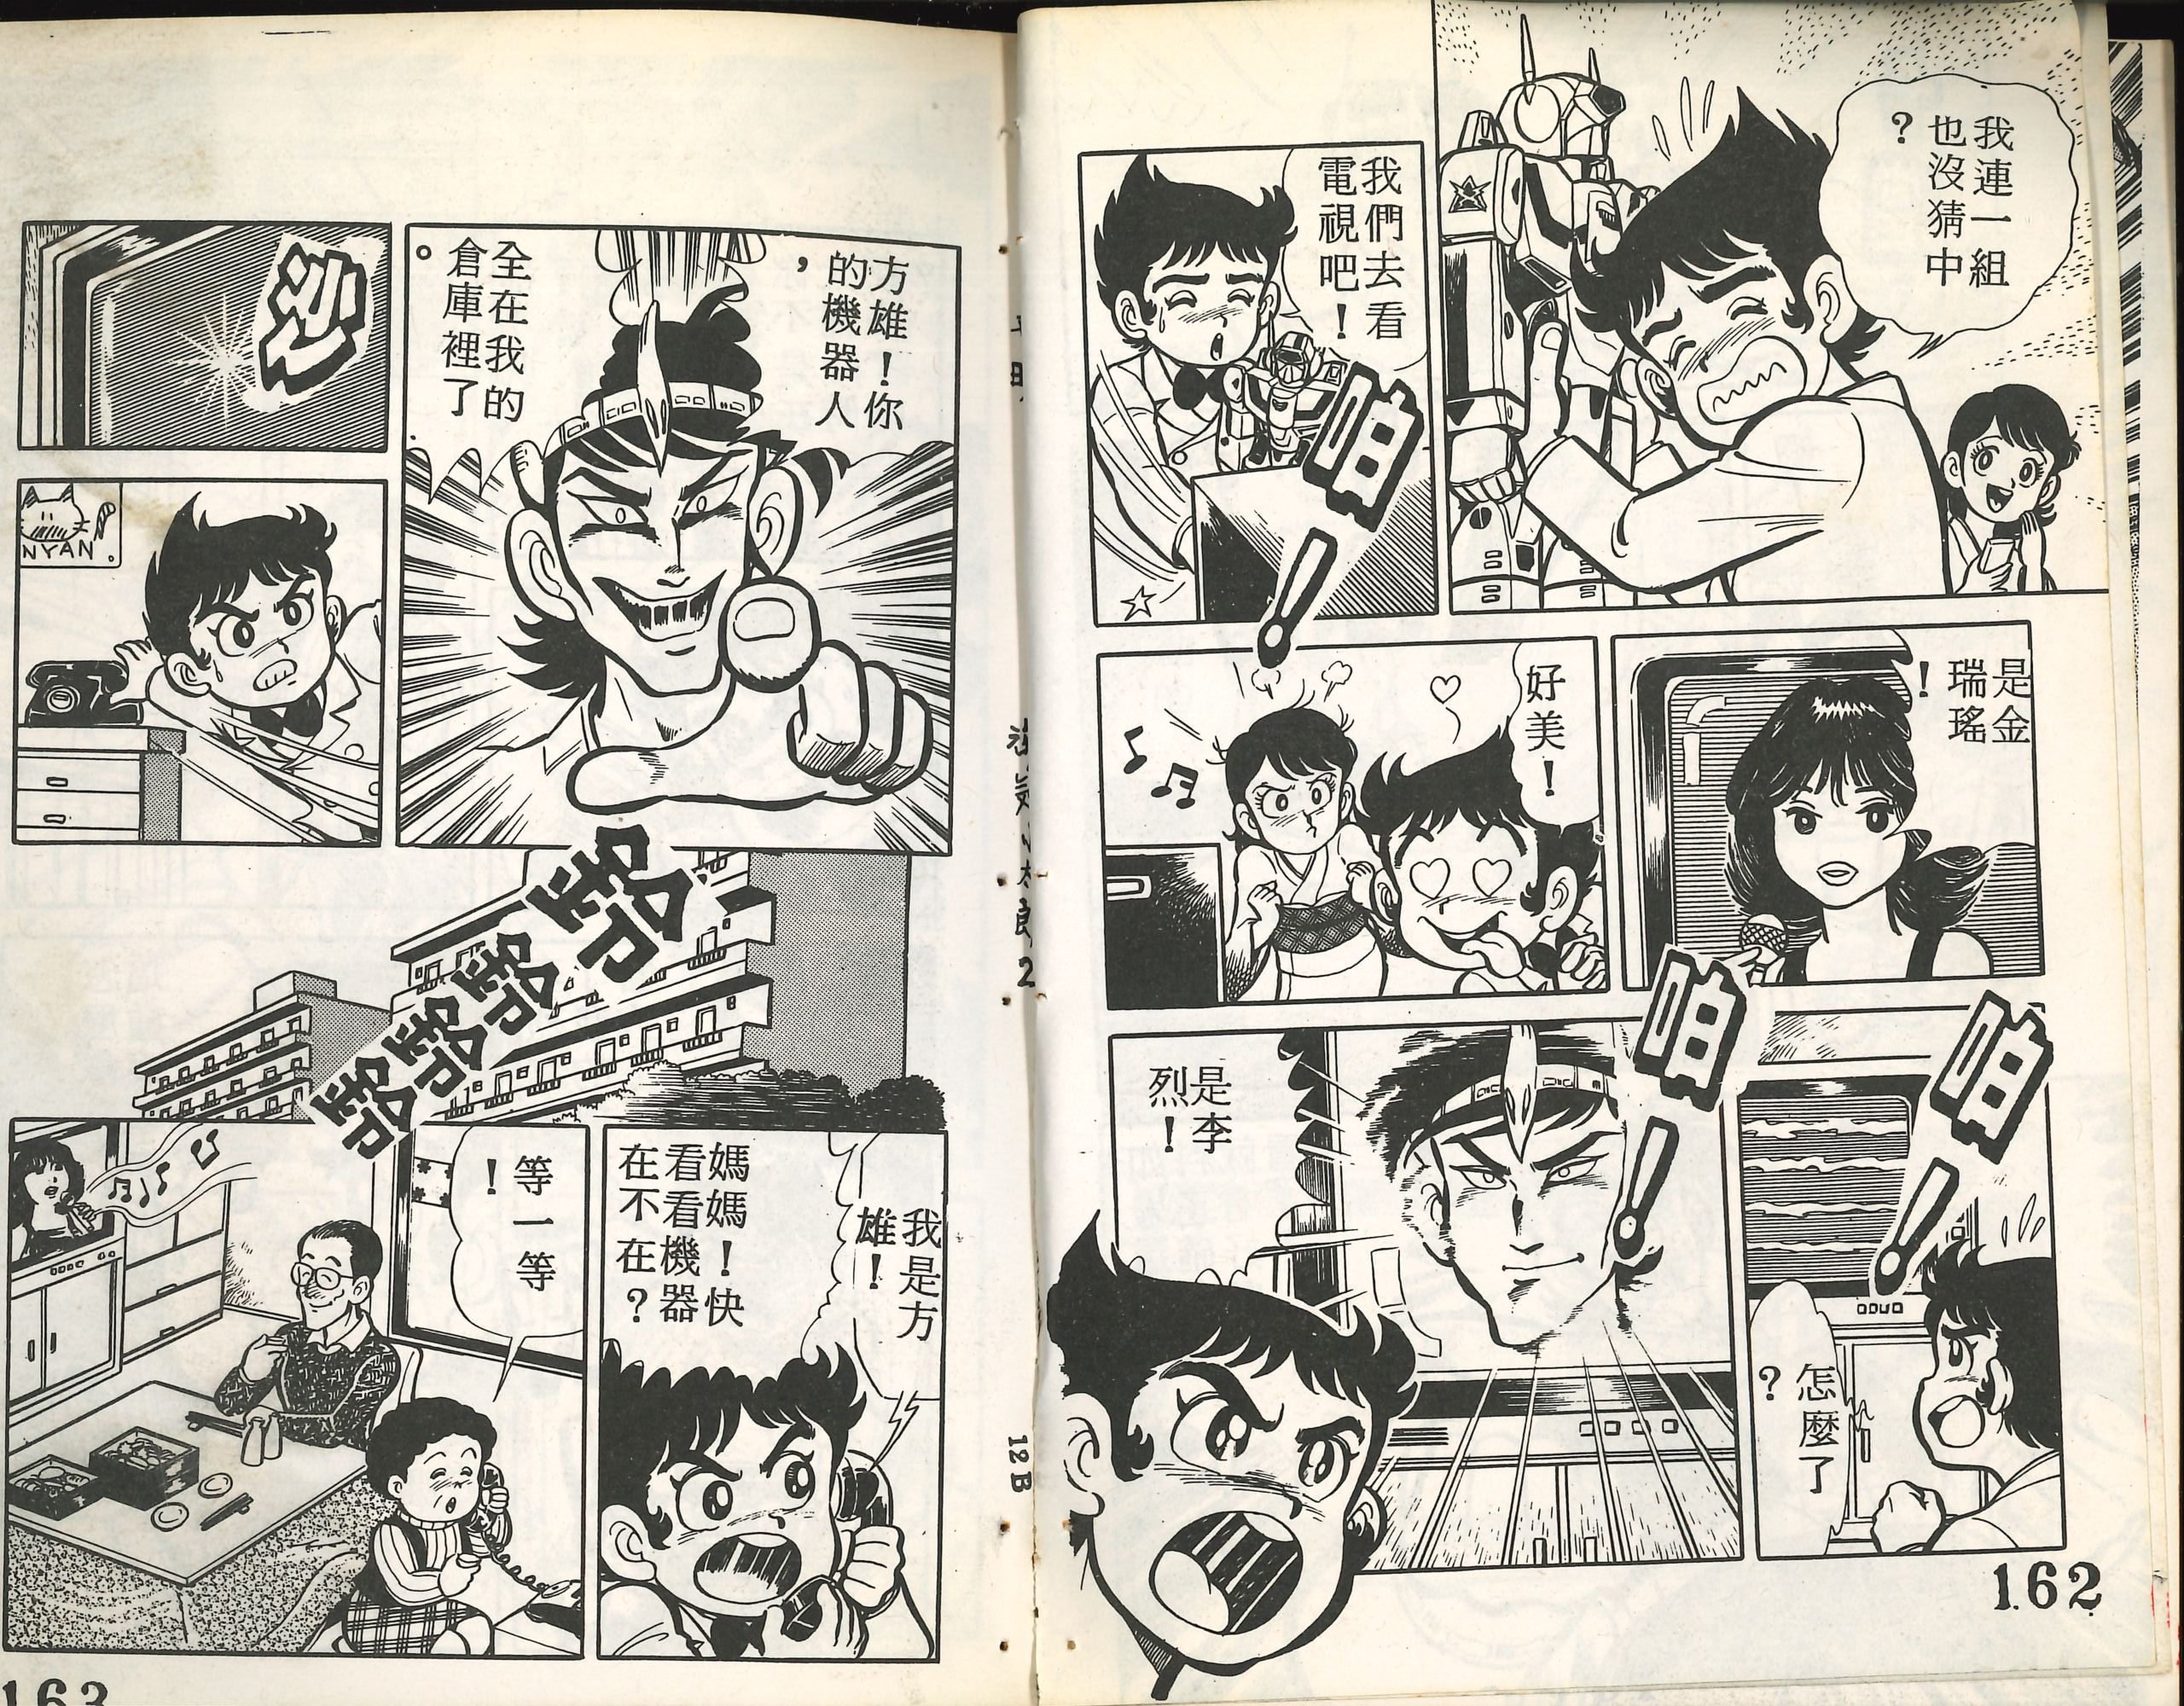 我連一組
也沒猜中
？
我們去看
電視吧！
啪！
是金
瑞瑤
！
好美！
啪！
怎麼了
？
啪！
是李
烈！
162
12B
方雄！你
的機器人
，
全在我的
倉庫裡了
。
沙
NYAN.
鈴鈴鈴鈴
我是方
雄！
媽媽！快
看看機器
在不在？
等一等
！
163